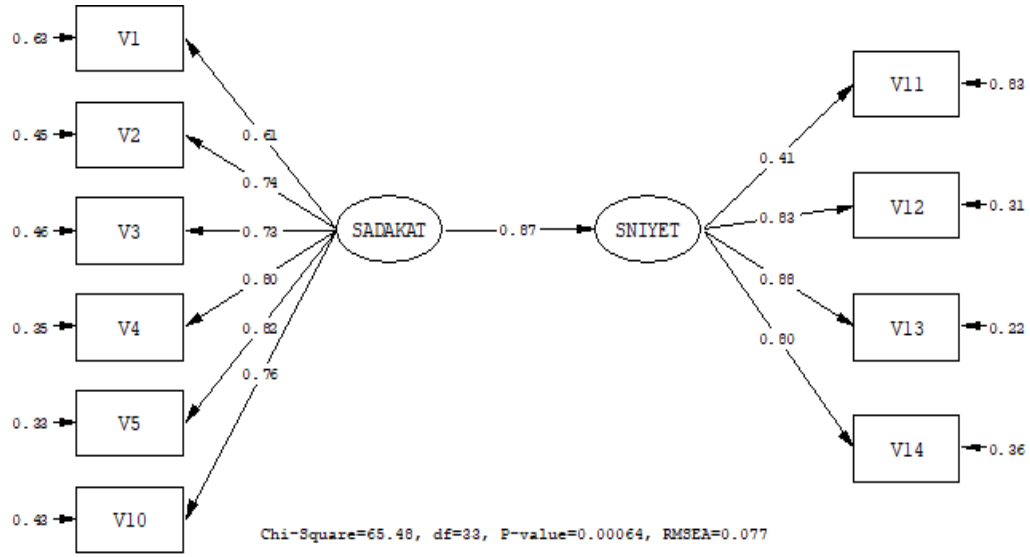 0.63 V1
0.45 V2
0.46 V3
0.35 V4
0.33 V5
0.43 V10
0.61
0.74
0.73
0.80
0.82
0.76
SADAKAT
0.87
SNIYET
0.41
0.83
0.88
0.80
V11 0.83
V12 0.31
V13 0.22
V14 0.36
Chi-Square=65.48, df=33, P-value=0.00064, RMSEA=0.077